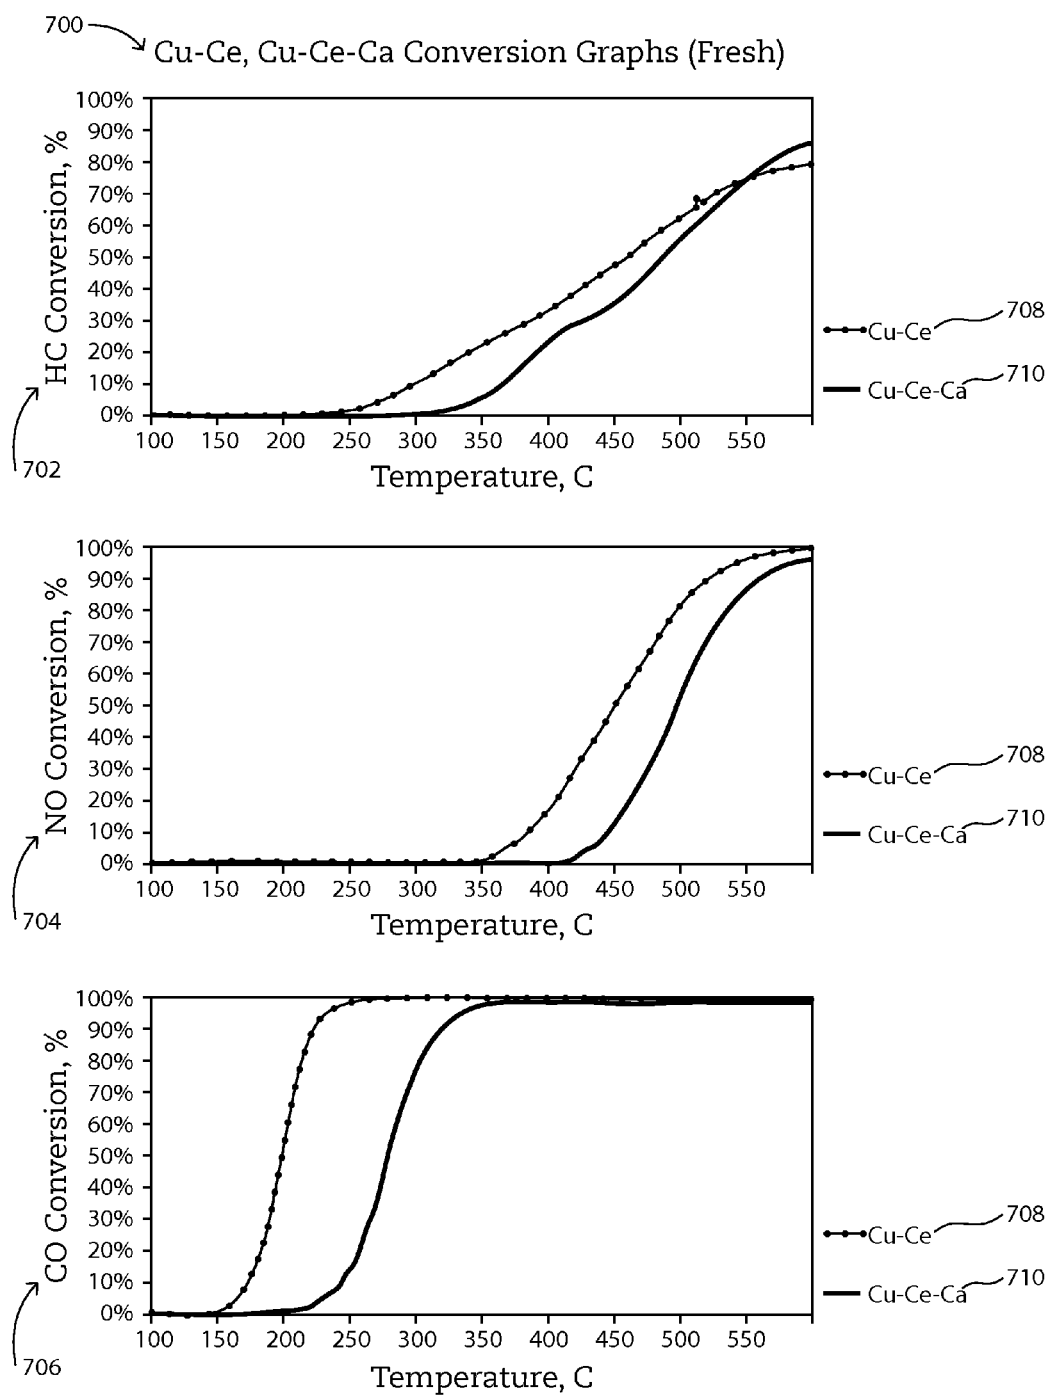 700
Cu-Ce, Cu-Ce-Ca Conversion Graphs (Fresh)
100%
90%
80%
70%
60%
50%
40%
30%
20%
10%
0%
HC Conversion, %
100 150 200 250 300 350 400 450 500 550
Temperature, C
702
Cu-Ce 708
Cu-Ce-Ca 710
100%
90%
80%
70%
60%
50%
40%
30%
20%
10%
0%
NO Conversion, %
100 150 200 250 300 350 400 450 500 550
Temperature, C
704
Cu-Ce 708
Cu-Ce-Ca 710
100%
90%
80%
70%
60%
50%
40%
30%
20%
10%
0%
CO Conversion, %
100 150 200 250 300 350 400 450 500 550
Temperature, C
706
Cu-Ce 708
Cu-Ce-Ca 710